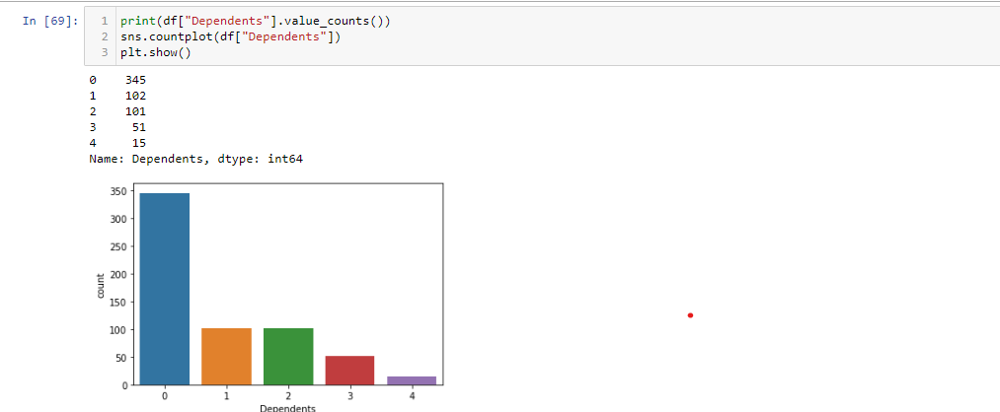 In [69]:
1 print(df["Dependents"].value_counts())
2 sns.countplot(df["Dependents"])
3 plt.show()
0 345
1 102
2 101
3 51
4 15
Name: Dependents, dtype: int64
350
300
250
200
150
100
50
0
count
0 1 2 3 4
Dependents